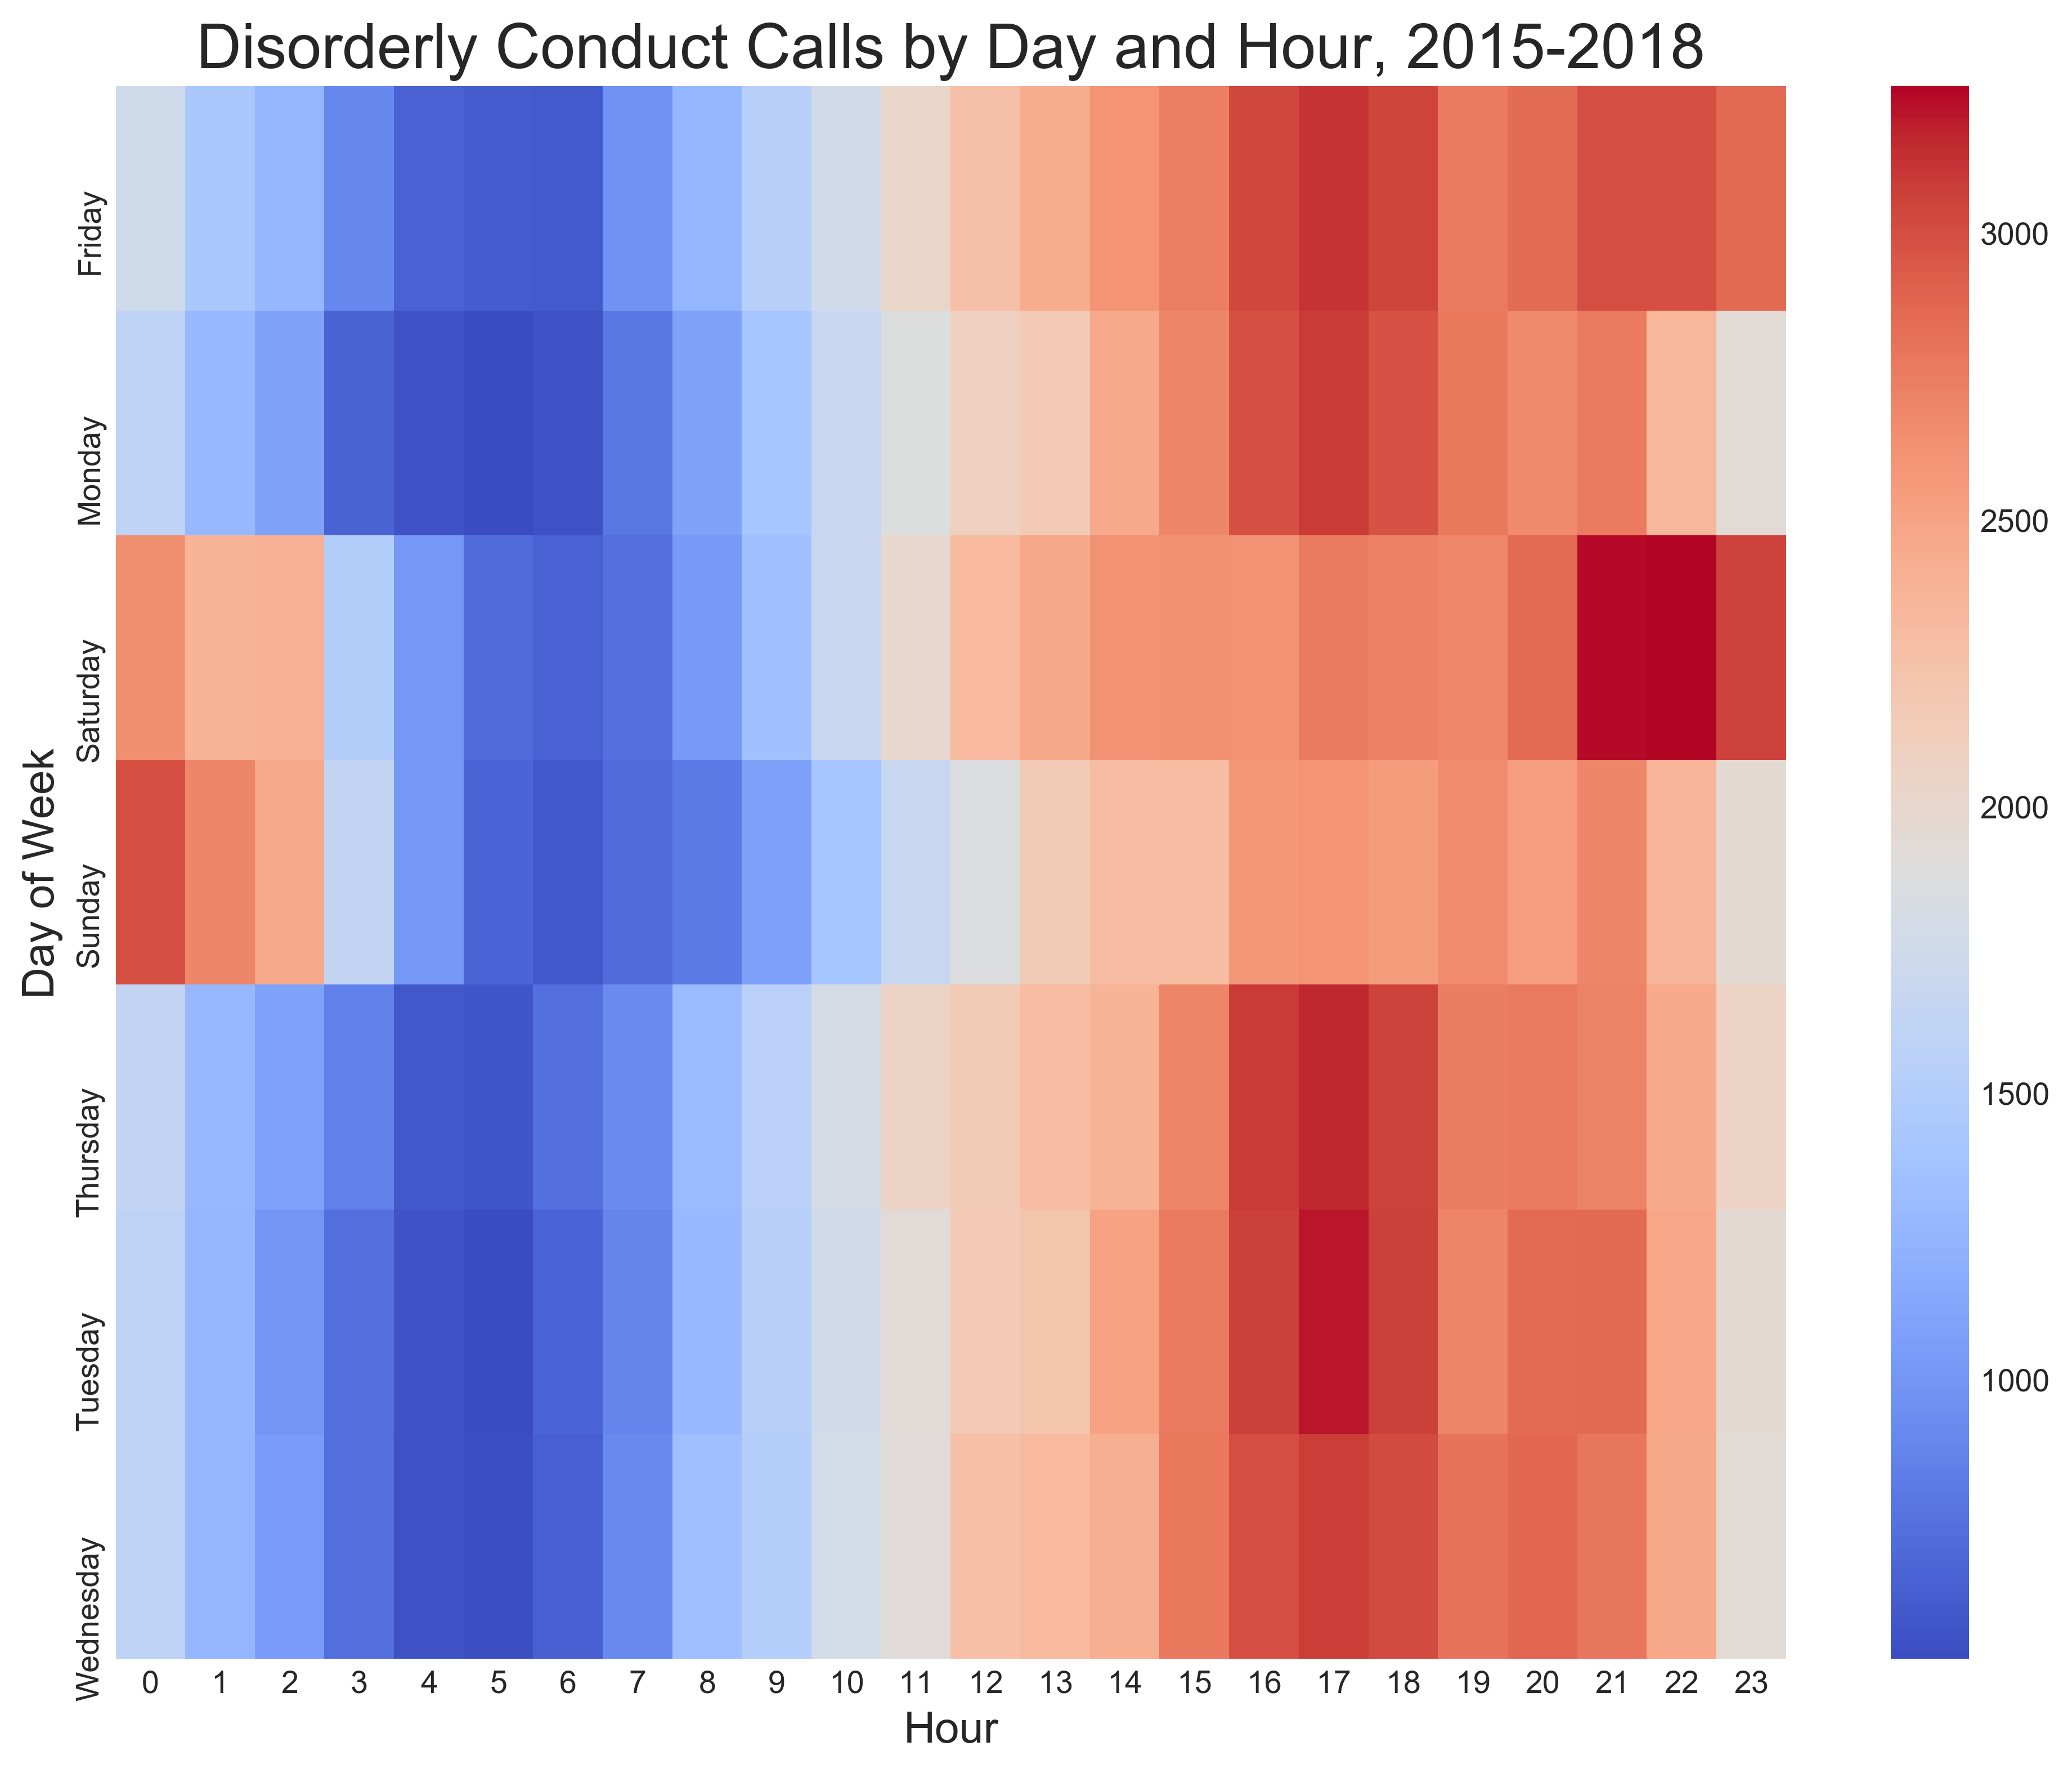 Disorderly Conduct Calls by Day and Hour, 2015-2018
Day of Week
Friday
Monday
Saturday
Sunday
Thursday
Tuesday
Wednesday
0 1 2 3 4 5 6 7 8 9 10 11 12 13 14 15 16 17 18 19 20 21 22 23
Hour
3000
2500
2000
1500
1000